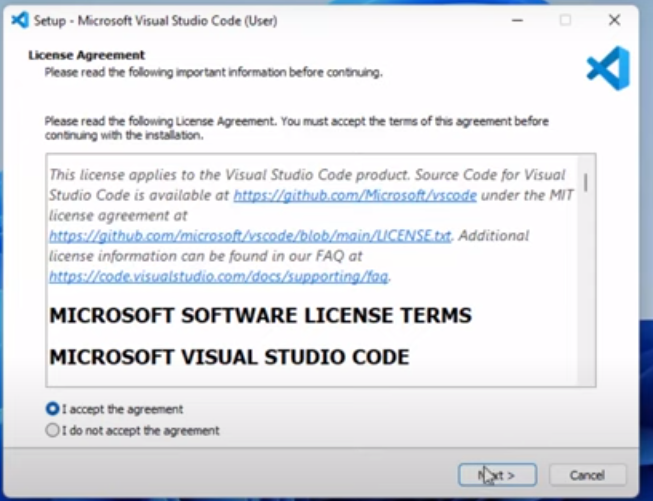 Setup - Microsoft Visual Studio Code (User)
License Agreement
Please read the following important information before continuing.
Please read the following License Agreement. You must accept the terms of this agreement before
continuing with the installation.
This license applies to the Visual Studio Code product. Source Code for Visual
Studio Code is available at https://github.com/Microsoft/vscode under the MIT
license agreement at
https://github.com/microsoft/vscode/blob/main/LICENSE.txt. Additional
license information can be found in our FAQ at
https://code.visualstudio.com/docs/supporting/faq.
MICROSOFT SOFTWARE LICENSE TERMS
MICROSOFT VISUAL STUDIO CODE
I accept the agreement
I do not accept the agreement
Next >
Cancel